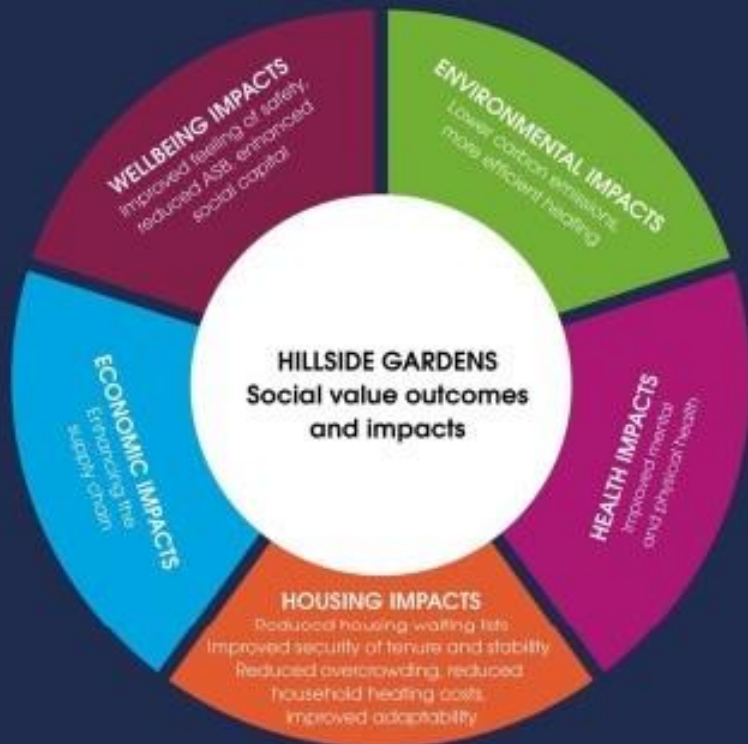 HILLSIDE GARDENS
Social value outcomes
and impacts
WELLBEING IMPACTS
Improved feeling of safety,
reduced ASB, enhanced
social capital
ENVIRONMENTAL IMPACTS
Lower carbon emissions,
more efficient heating
HEALTH IMPACTS
Improved mental
and physical health
HOUSING IMPACTS
Reduced housing waiting lists
Improved security of tenure and stability
Reduced overcrowding, reduced
household heating costs,
improved adaptability
ECONOMIC IMPACTS
Enhancing the
supply chain